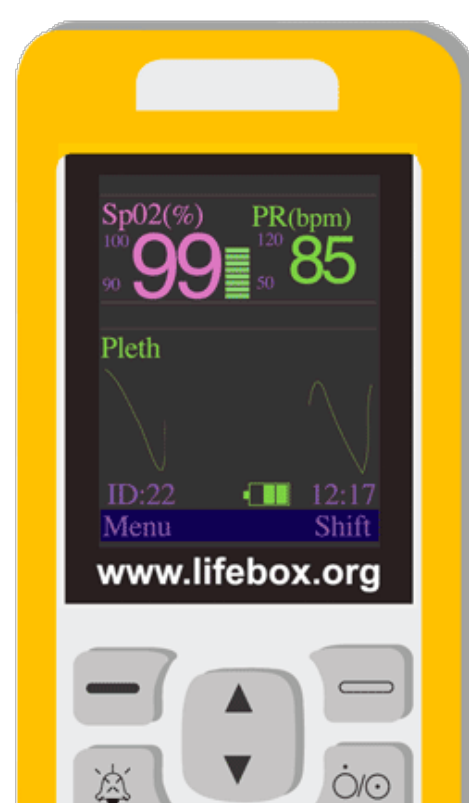 Sp02(%) PR(bpm)
100 99 120 85
90 50
Pleth
ID:22 12:17
Menu Shift
www.lifebox.org